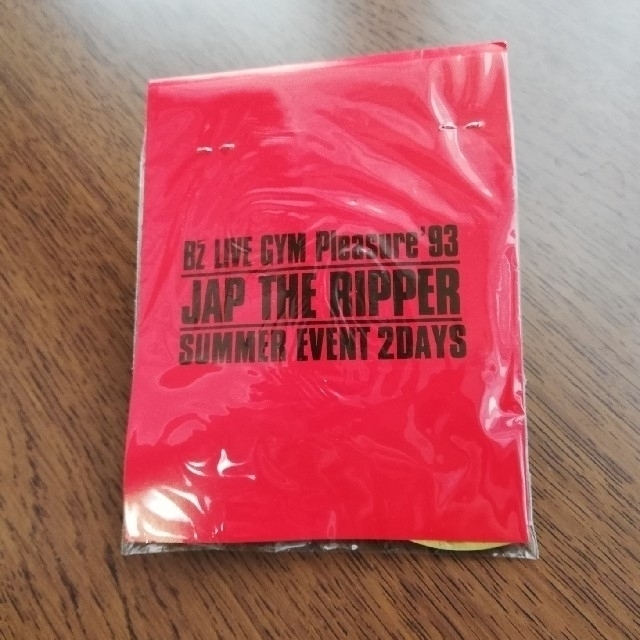 B'z LIVE GYM Pleasure'93
JAP THE RIPPER
SUMMER EVENT 2DAYS